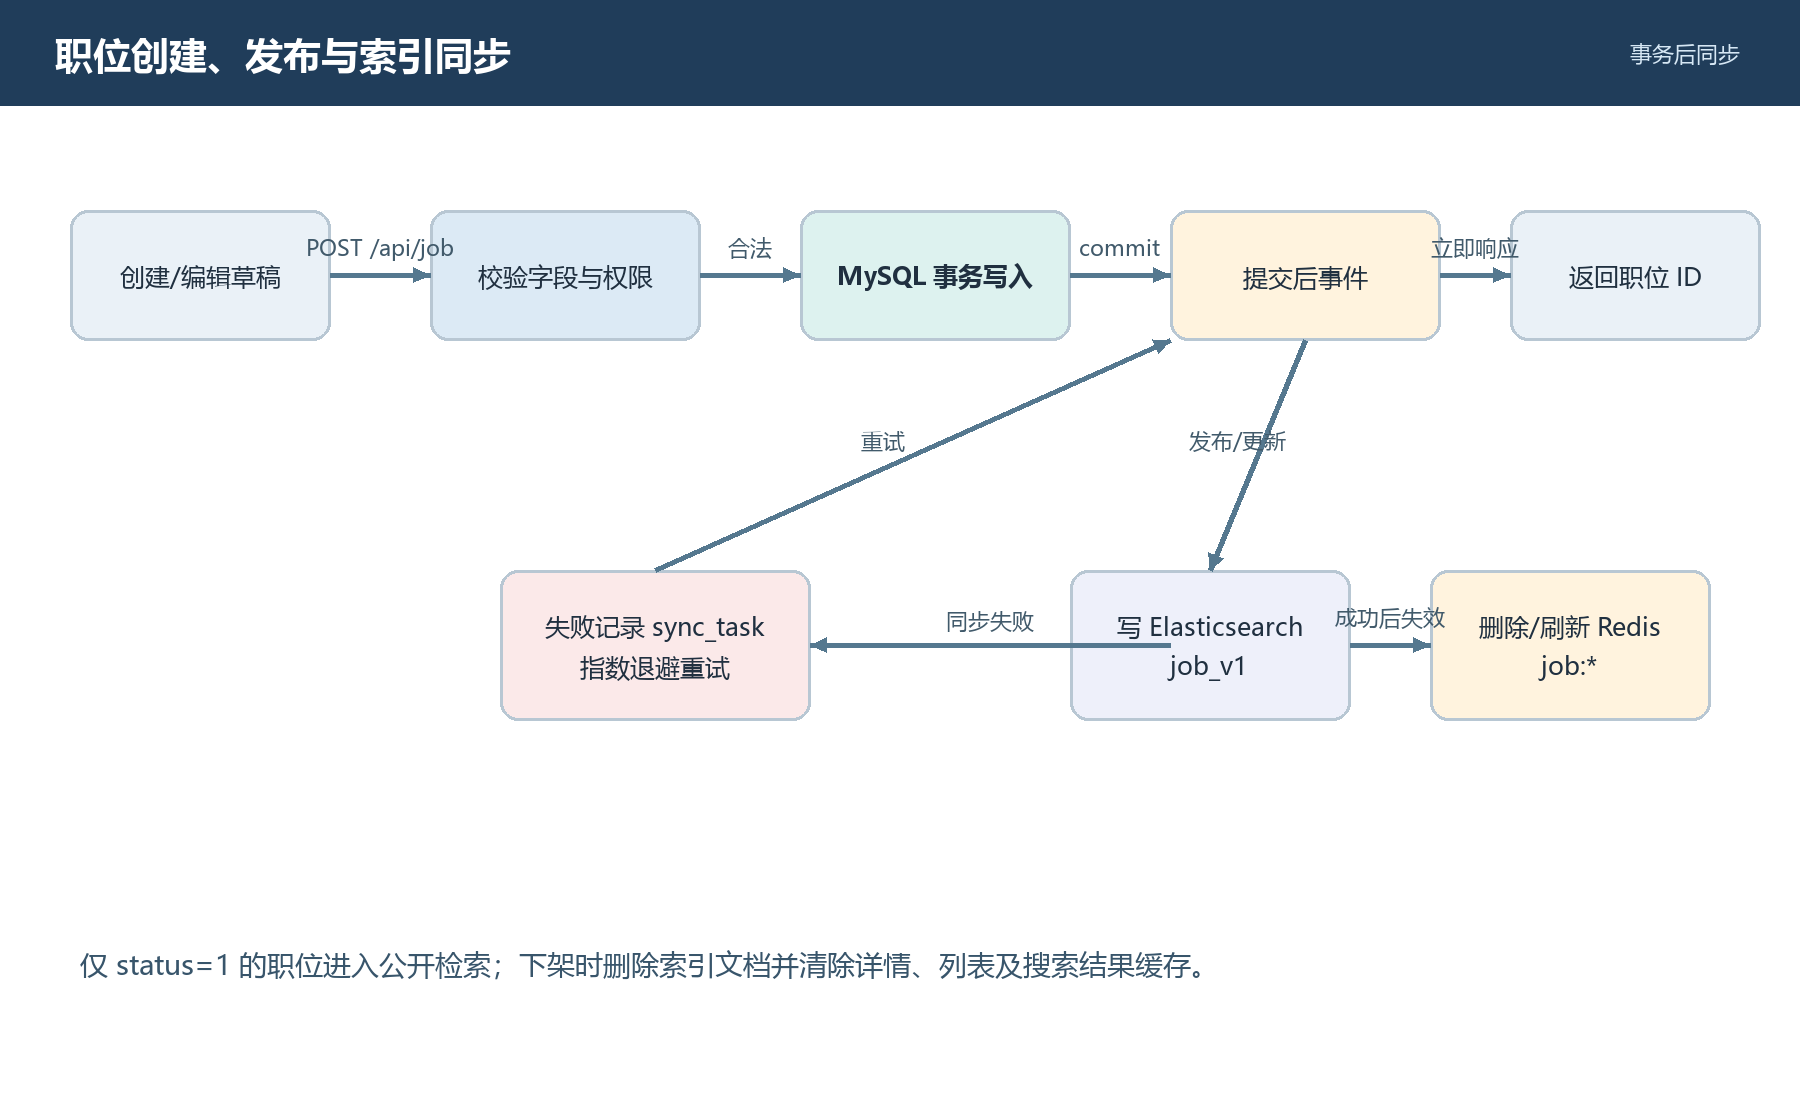 职位创建、发布与索引同步
事务后同步
创建/编辑草稿
POST /api/job
校验字段与权限
合法
MySQL 事务写入
commit
提交后事件
立即响应
返回职位 ID
重试
发布/更新
失败记录 sync_task
指数退避重试
同步失败
写 Elasticsearch
job_v1
成功后失效
删除/刷新 Redis
job:*
仅 status=1 的职位进入公开检索；下架时删除索引文档并清除详情、列表及搜索结果缓存。